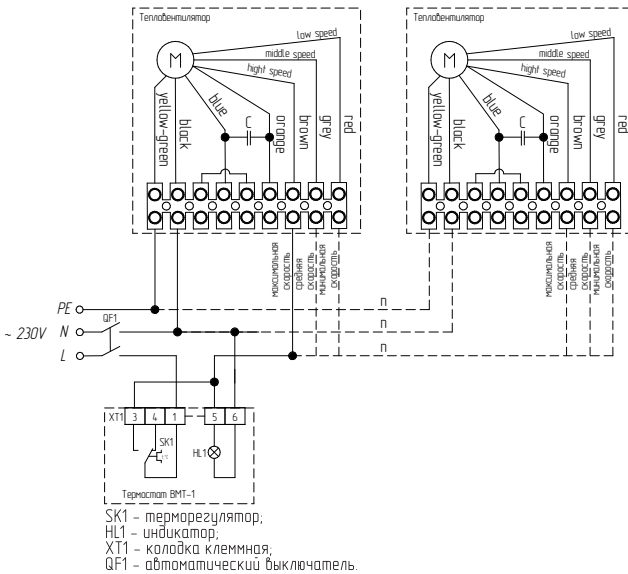 Тепловентилятор
Тепловентилятор
low speed
low speed
middle speed
middle speed
hight speed
hight speed
M
M
yellow-green
black
blue
C
orange
brown
grey
red
yellow-green
black
blue
C
orange
brown
grey
red
максимальная
скорость
средняя
скорость
минимальная
скорость
максимальная
скорость
средняя
скорость
минимальная
скорость
PE
n
~ 230V
N
QF1
n
L
n
XT1
3
4
1
5
6
SK1
t°C
HL1
Термостат BMT-1
SK1 - терморегулятор;
HL1 - индикатор;
XT1 - колодка клеммная;
QF1 - автоматический выключатель.